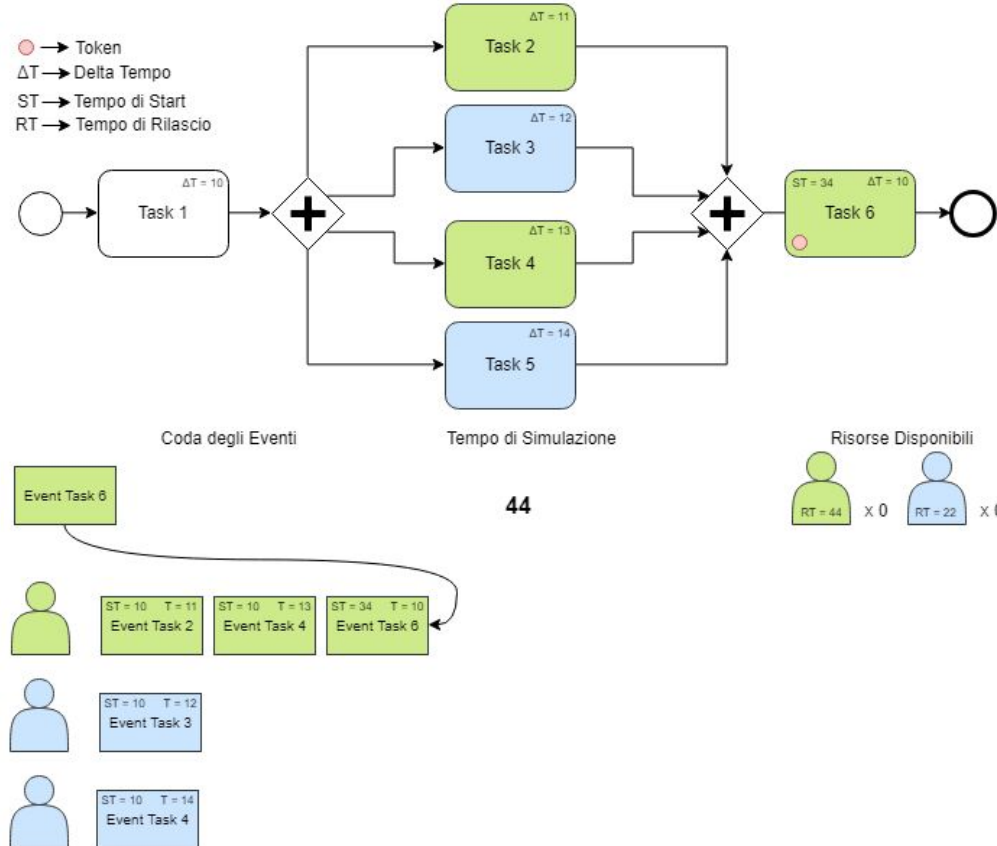 Token
ΔT Delta Tempo
ST Tempo di Start
RT Tempo di Rilascio
ΔT = 10
Task 1
ΔT = 11
Task 2
ΔT = 12
Task 3
ΔT = 13
Task 4
ΔT = 14
Task 5
ST = 34 ΔT = 10
Task 6
Coda degli Eventi
Tempo di Simulazione
Risorse Disponibili
Event Task 6
44
RT = 44 x 0
RT = 22 x
ST = 10 T = 11
Event Task 2
ST = 10 T = 13
Event Task 4
ST = 34 T = 10
Event Task 6
ST = 10 T = 12
Event Task 3
ST = 10 T = 14
Event Task 4